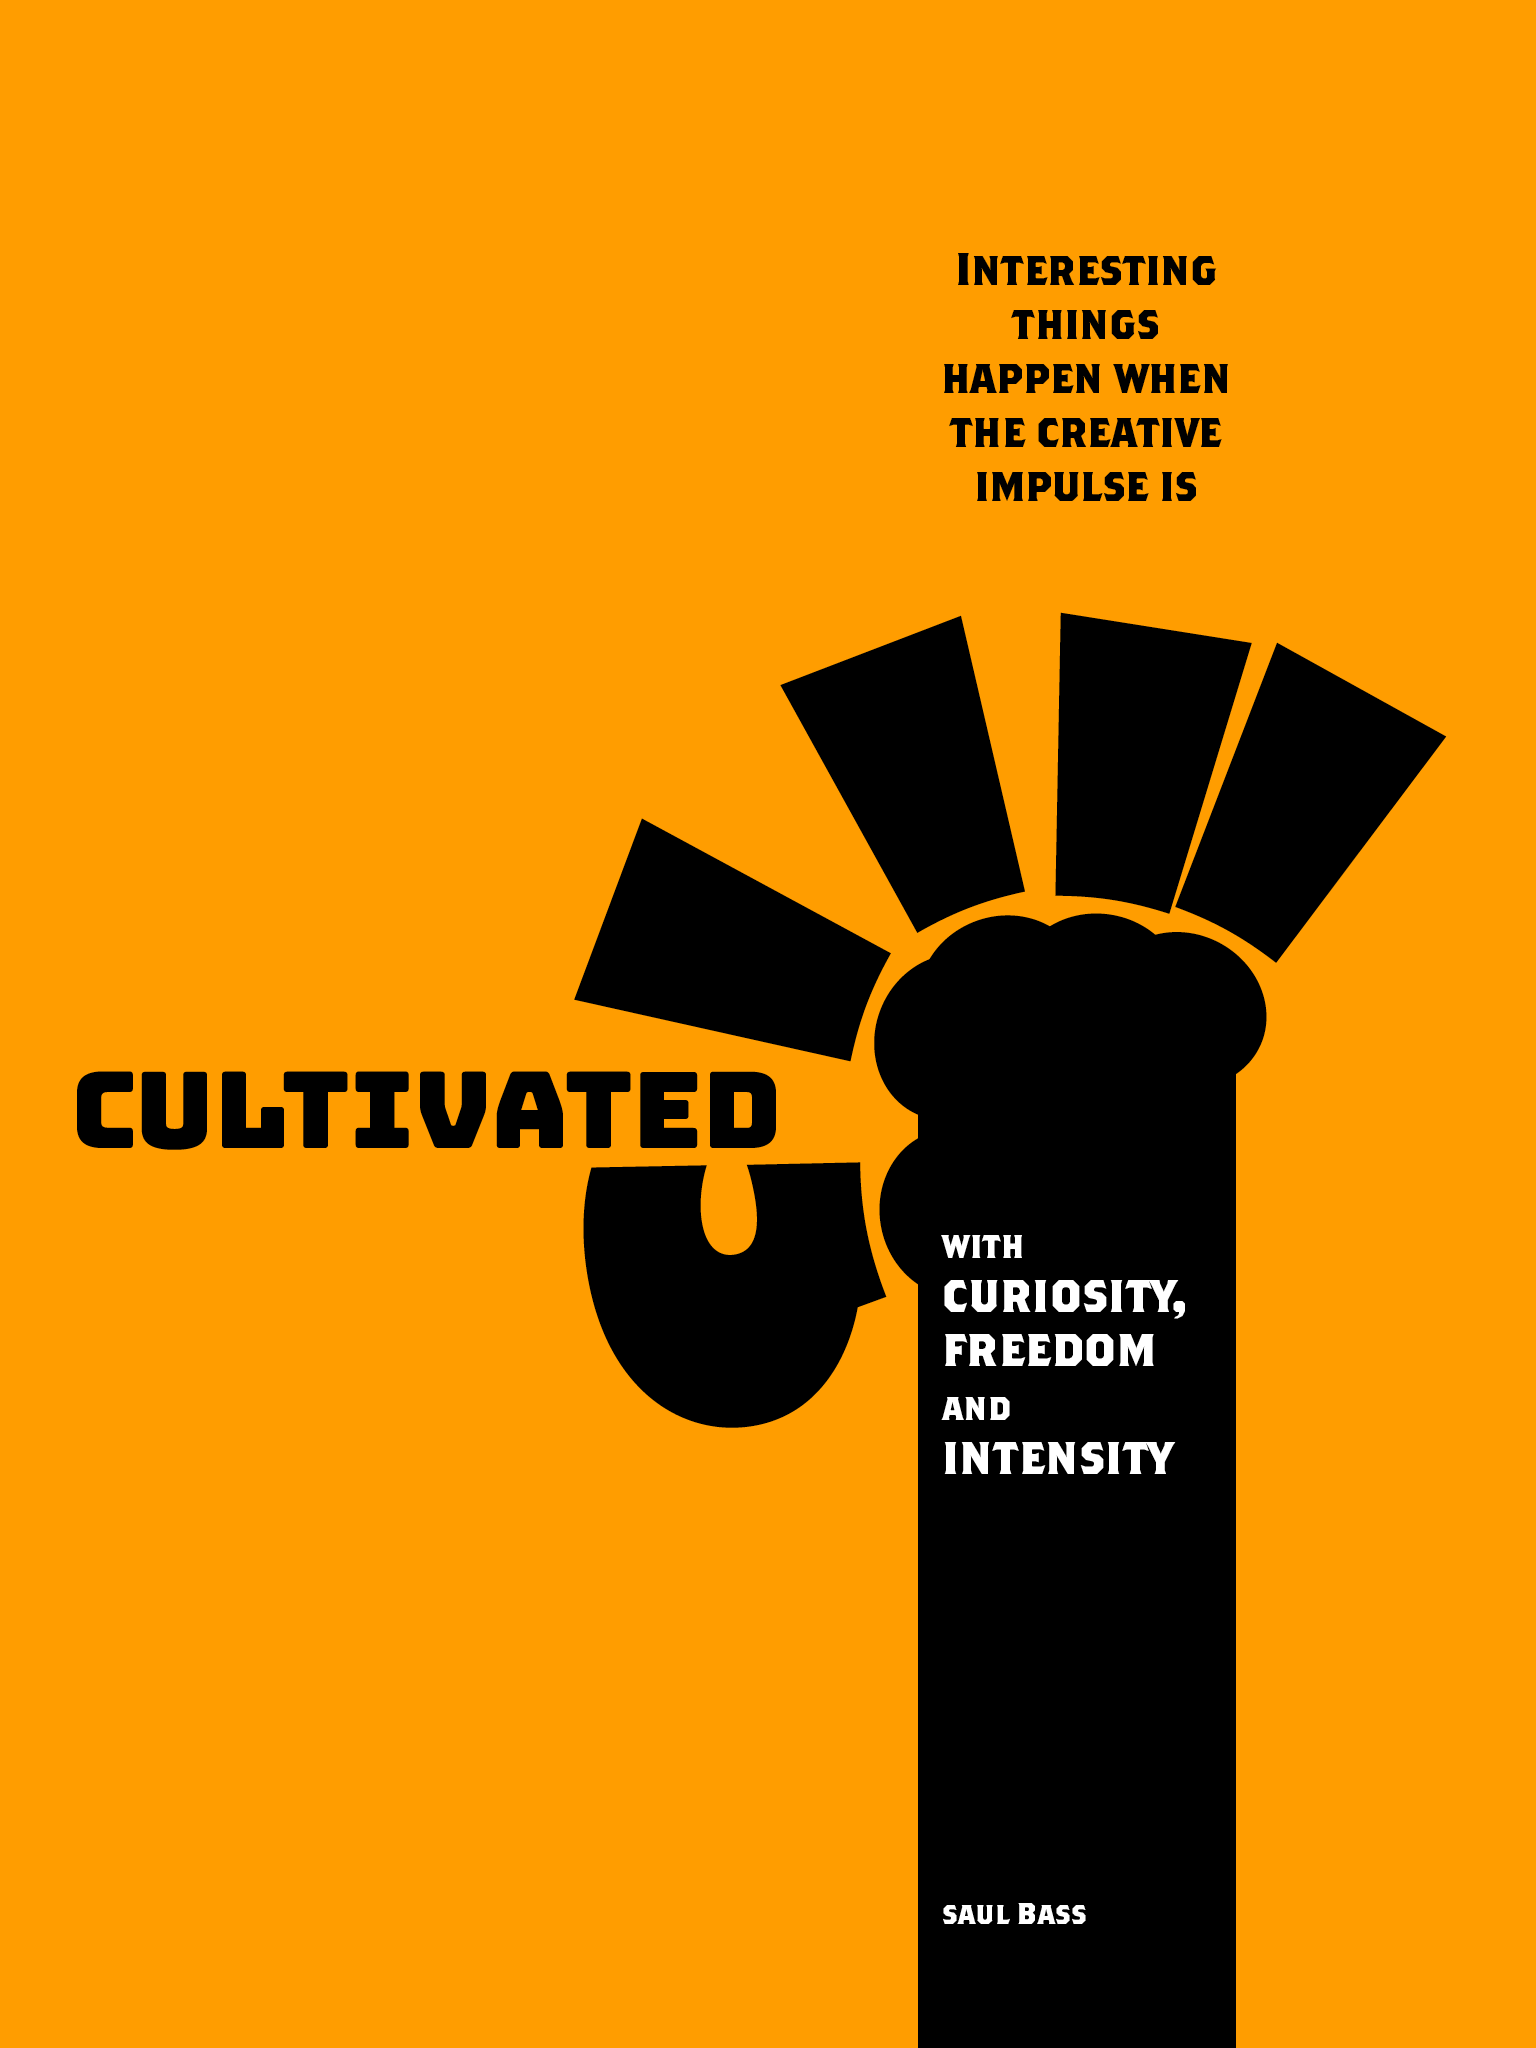 Interesting
things
happen when
the creative
impulse is
CULTIVATED
with
curiosity,
freedom
and
intensity
saul Bass